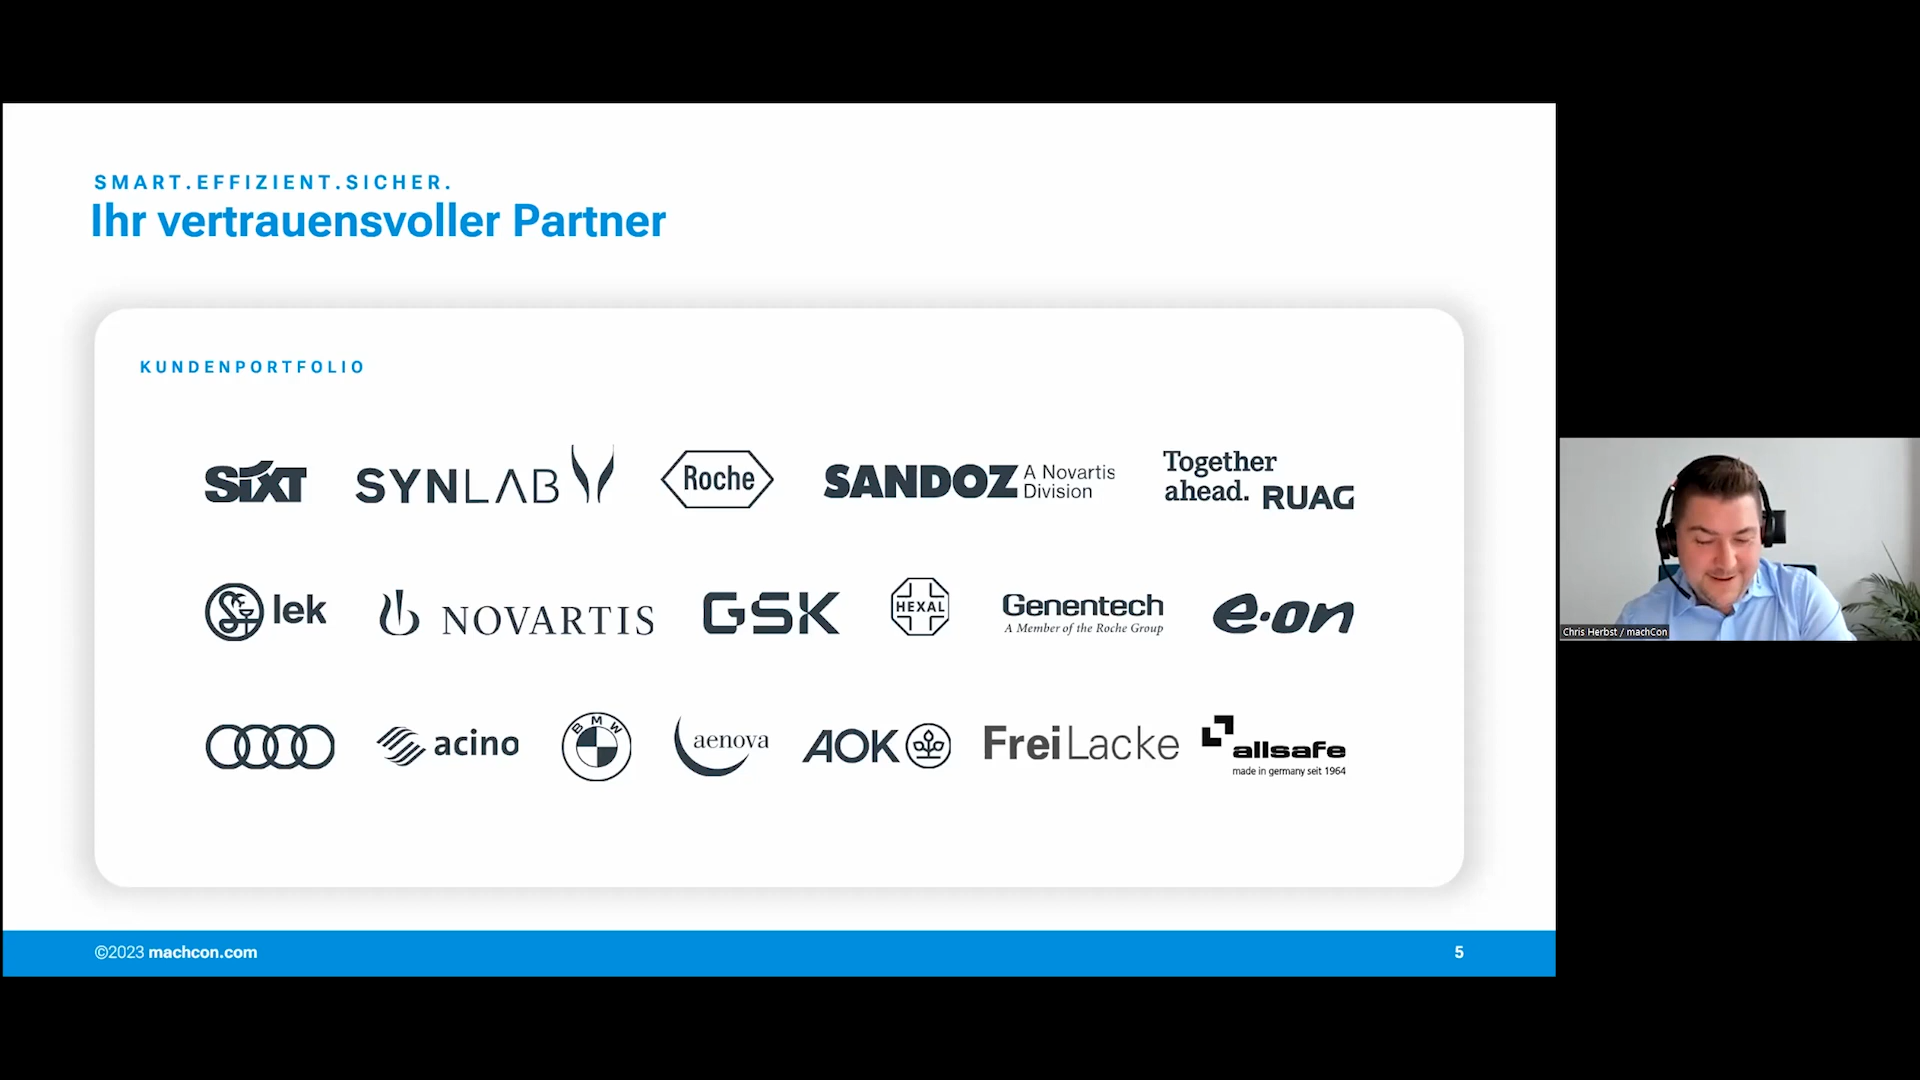 SMART.EFFIZIENT.SICHER.
Ihr vertrauensvoller Partner
KUNDENPORTFOLIO
SIXT
SYNLAB
Roche
SANDOZ A Novartis
Division
Together
ahead. RUAG
lek
NOVARTIS
GSK
HEXAL
Genentech
A Member of the Roche Group
e·on
acino
BMW
aenova
AOK
FreiLacke
allsafe
made in germany seit 1964
Chris Herbst / machCon
©2023 machcon.com
5